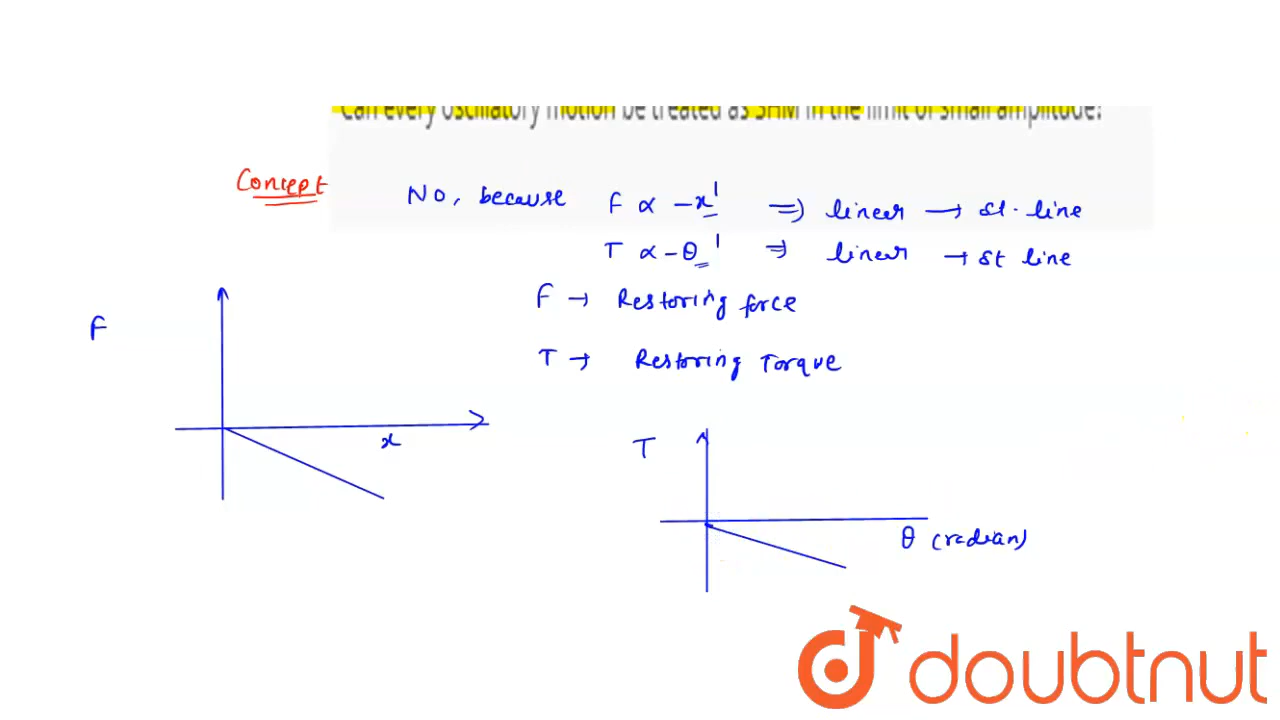 Can every oscillatory motion be treated as SHM in the limit of small amplitude?
Concept
No, because F ∝ -x¹ ⇒ linear → st. line
T ∝ -θ¹ ⇒ linear → st line
F → Restoring force
T → Restoring Torque
F
x
T
θ (radian)
doubtnut